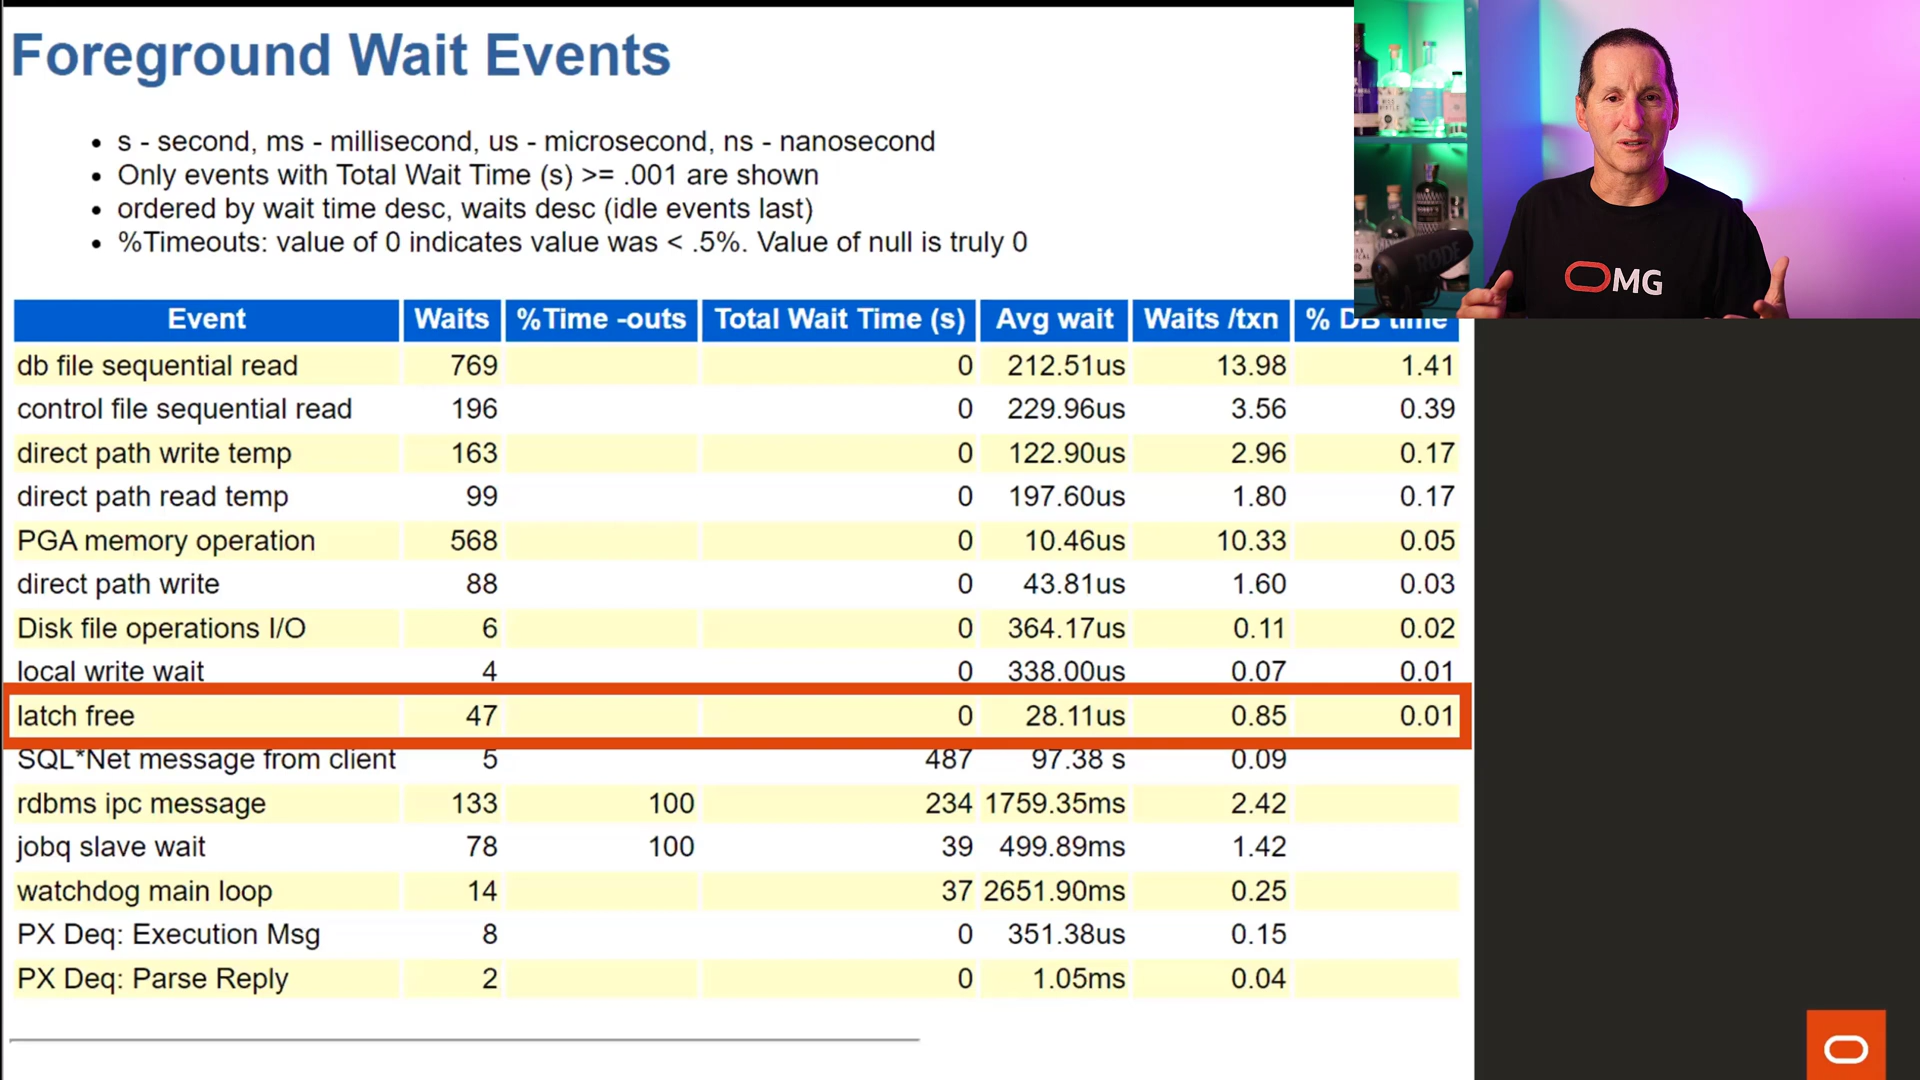 Foreground Wait Events
• s - second, ms - millisecond, us - microsecond, ns - nanosecond
• Only events with Total Wait Time (s) >= .001 are shown
• ordered by wait time desc, waits desc (idle events last)
• %Timeouts: value of 0 indicates value was < .5%. Value of null is truly 0
Event Waits %Time -outs Total Wait Time (s) Avg wait Waits /txn % DB time
db file sequential read 769 0 212.51us 13.98 1.41
control file sequential read 196 0 229.96us 3.56 0.39
direct path write temp 163 0 122.90us 2.96 0.17
direct path read temp 99 0 197.60us 1.80 0.17
PGA memory operation 568 0 10.46us 10.33 0.05
direct path write 88 0 43.81us 1.60 0.03
Disk file operations I/O 6 0 364.17us 0.11 0.02
local write wait 4 0 338.00us 0.07 0.01
latch free 47 0 28.11us 0.85 0.01
SQL*Net message from client 5 487 97.38 s 0.09
rdbms ipc message 133 100 234 1759.35ms 2.42
jobq slave wait 78 100 39 499.89ms 1.42
watchdog main loop 14 37 2651.90ms 0.25
PX Deq: Execution Msg 8 0 351.38us 0.15
PX Deq: Parse Reply 2 0 1.05ms 0.04
RODE
OMG